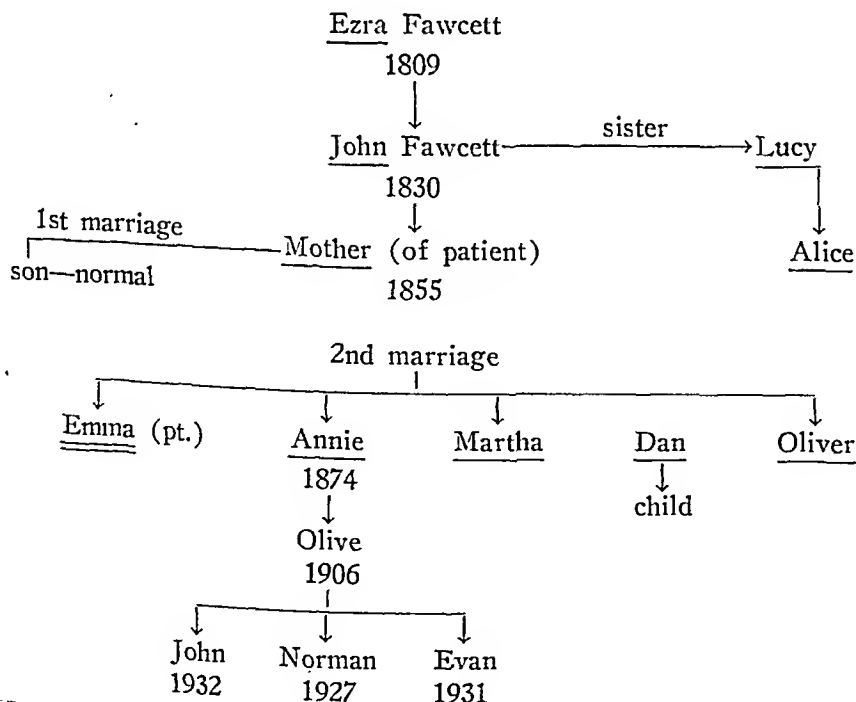 Ezra Fawcett
1809
John Fawcett sister Lucy
1830
1st marriage
Mother (of patient) Alice
son—normal
1855
2nd marriage
Emma (pt.) Annie Martha Dan Oliver
1874 child
Olive
1906
John Norman Evan
1932 1927 1931